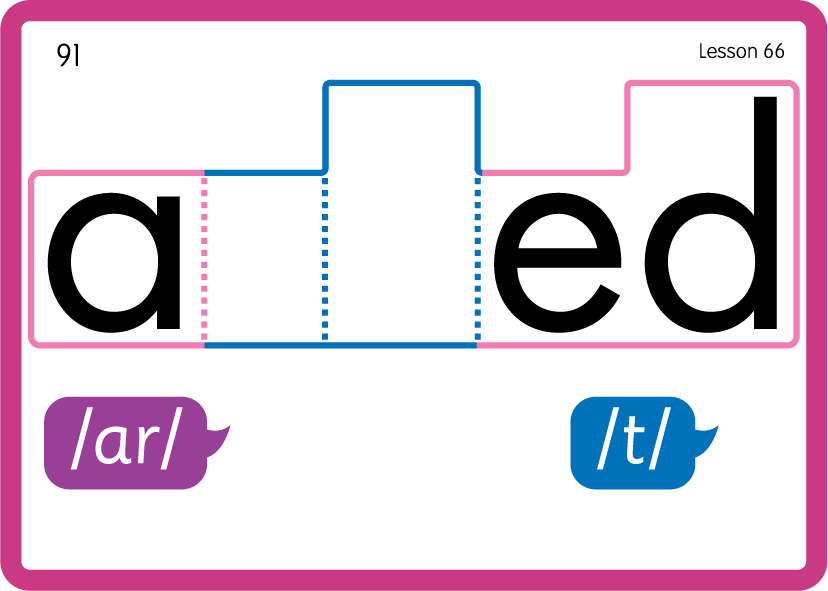 91
Lesson 66
a ed
/ar/
/t/